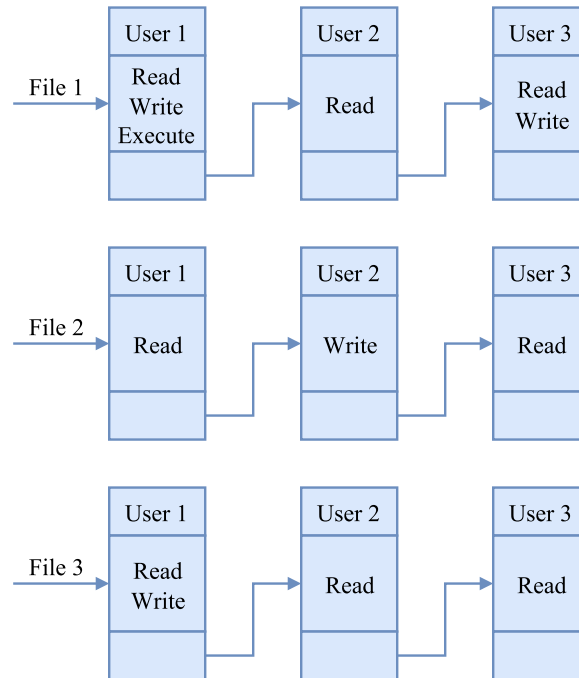 User 1
User 2
User 3
File 1
Read
Write
Execute
Read
Read
Write
User 1
User 2
User 3
File 2
Read
Write
Read
User 1
User 2
User 3
File 3
Read
Write
Read
Read